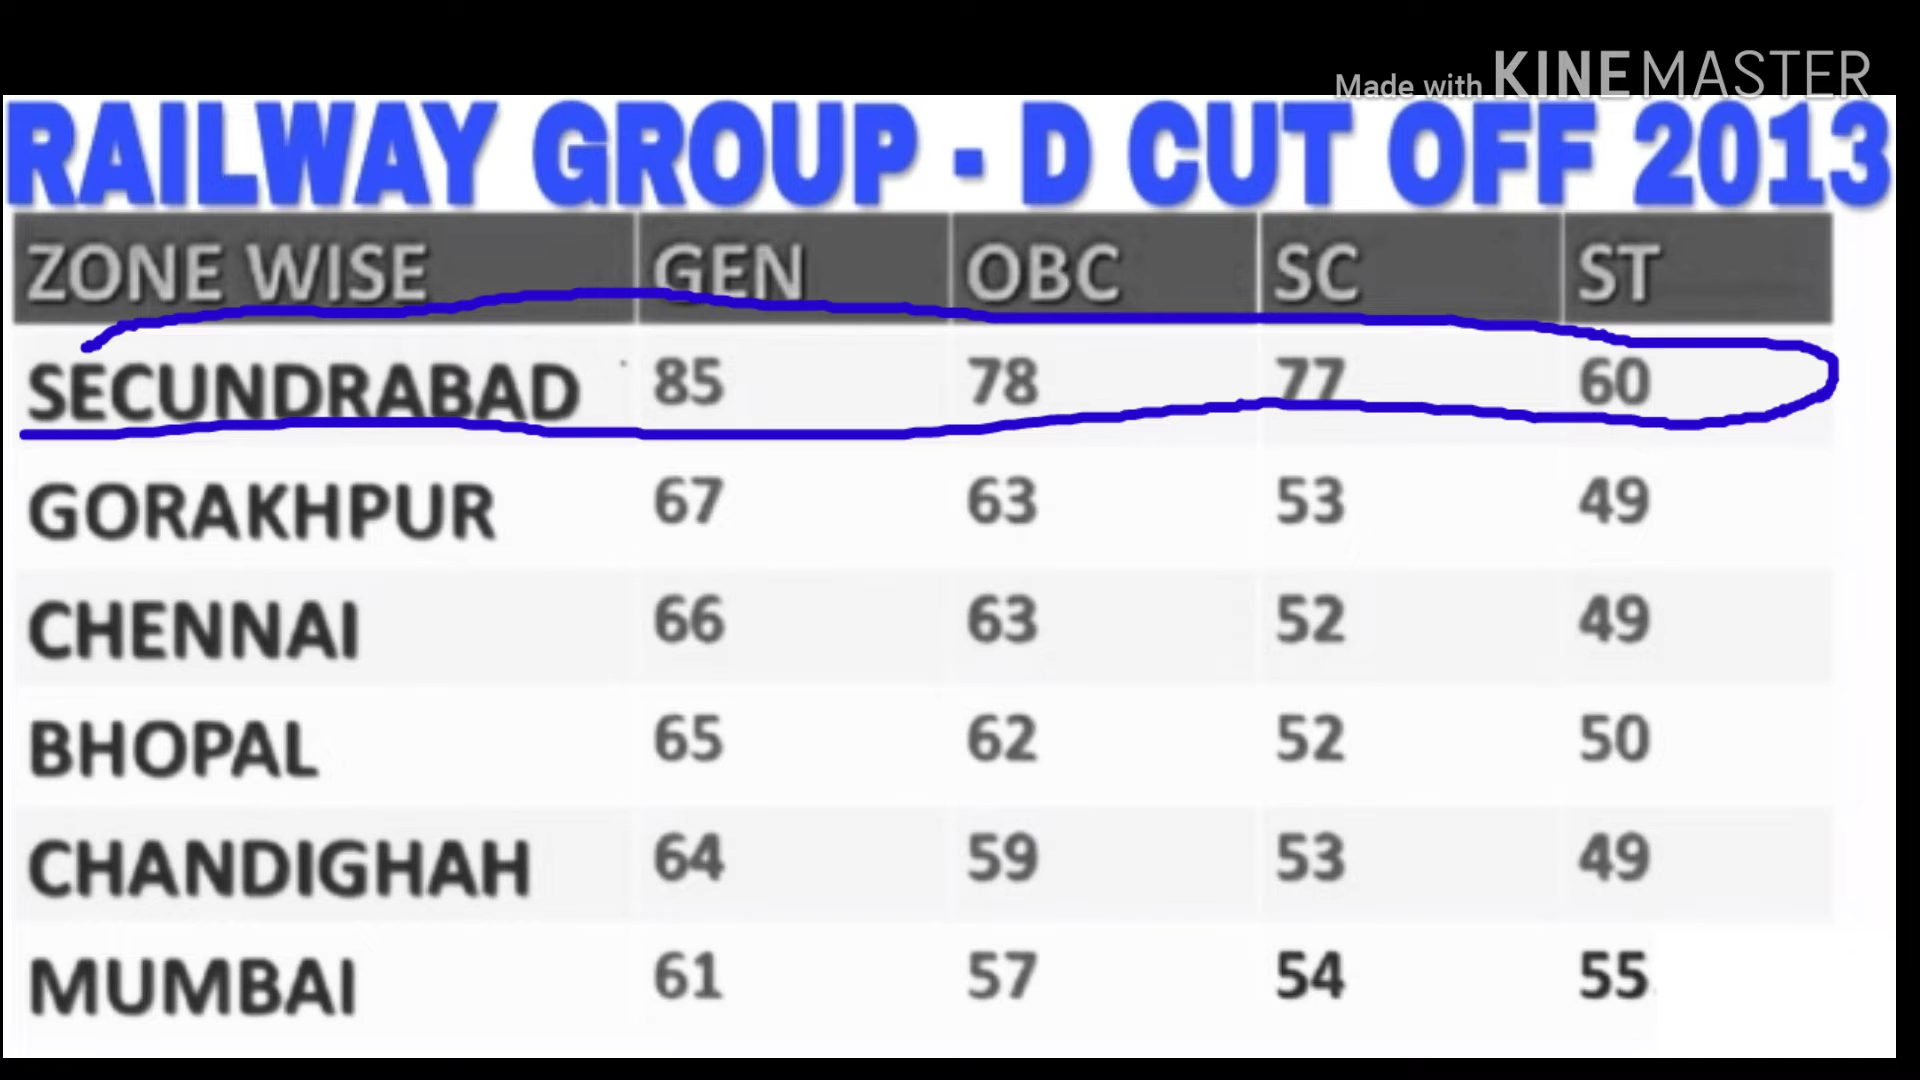 Made with KINEMASTER
RAILWAY GROUP - D CUT OFF 2013
ZONE WISE GEN OBC SC ST
SECUNDRABAD 85 78 77 60
GORAKHPUR 67 63 53 49
CHENNAI 66 63 52 49
BHOPAL 65 62 52 50
CHANDIGHAH 64 59 53 49
MUMBAI 61 57 54 55